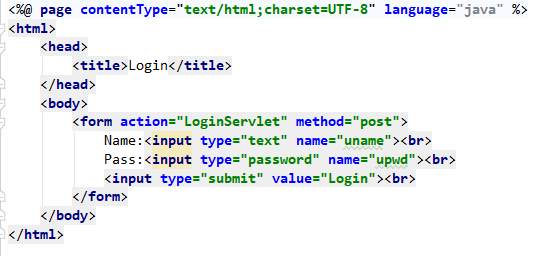 <%@ page contentType="text/html;charset=UTF-8" language="java" %>
<html>
    <head>
        <title>Login</title>
    </head>
    <body>
        <form action="LoginServlet" method="post">
            Name:<input type="text" name="uname"><br>
            Pass:<input type="password" name="upwd"><br>
            <input type="submit" value="Login"><br>
        </form>
    </body>
</html>